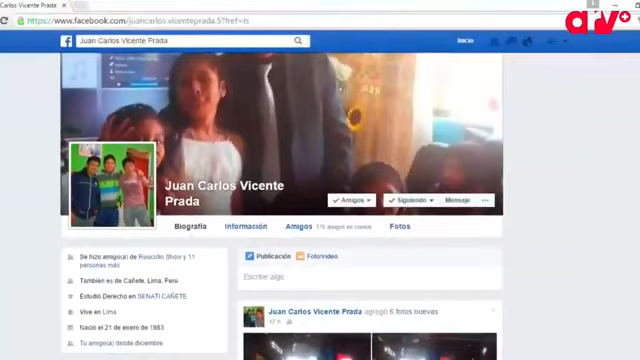 Carlos Vicente Prada
https://www.facebook.com/juancarlos.vicenteprada.5?fref=ts
atv+
Juan Carlos Vicente Prada
Inicio
Juan Carlos Vicente
Prada
Amigos
Siguiendo
Mensaje
...
Biografía
Información
Amigos
Fotos
Se hizo amigo(a) de Roocolin Show y 11
personas más
También es de Cañete, Lima, Peru
Estudió Derecho en SENATI CAÑETE
Vive en Lima
Nació el 21 de enero de 1983
Tu amigo(a) desde diciembre
Publicación
Foto/video
Escribe algo
Juan Carlos Vicente Prada agregó 6 fotos nuevas